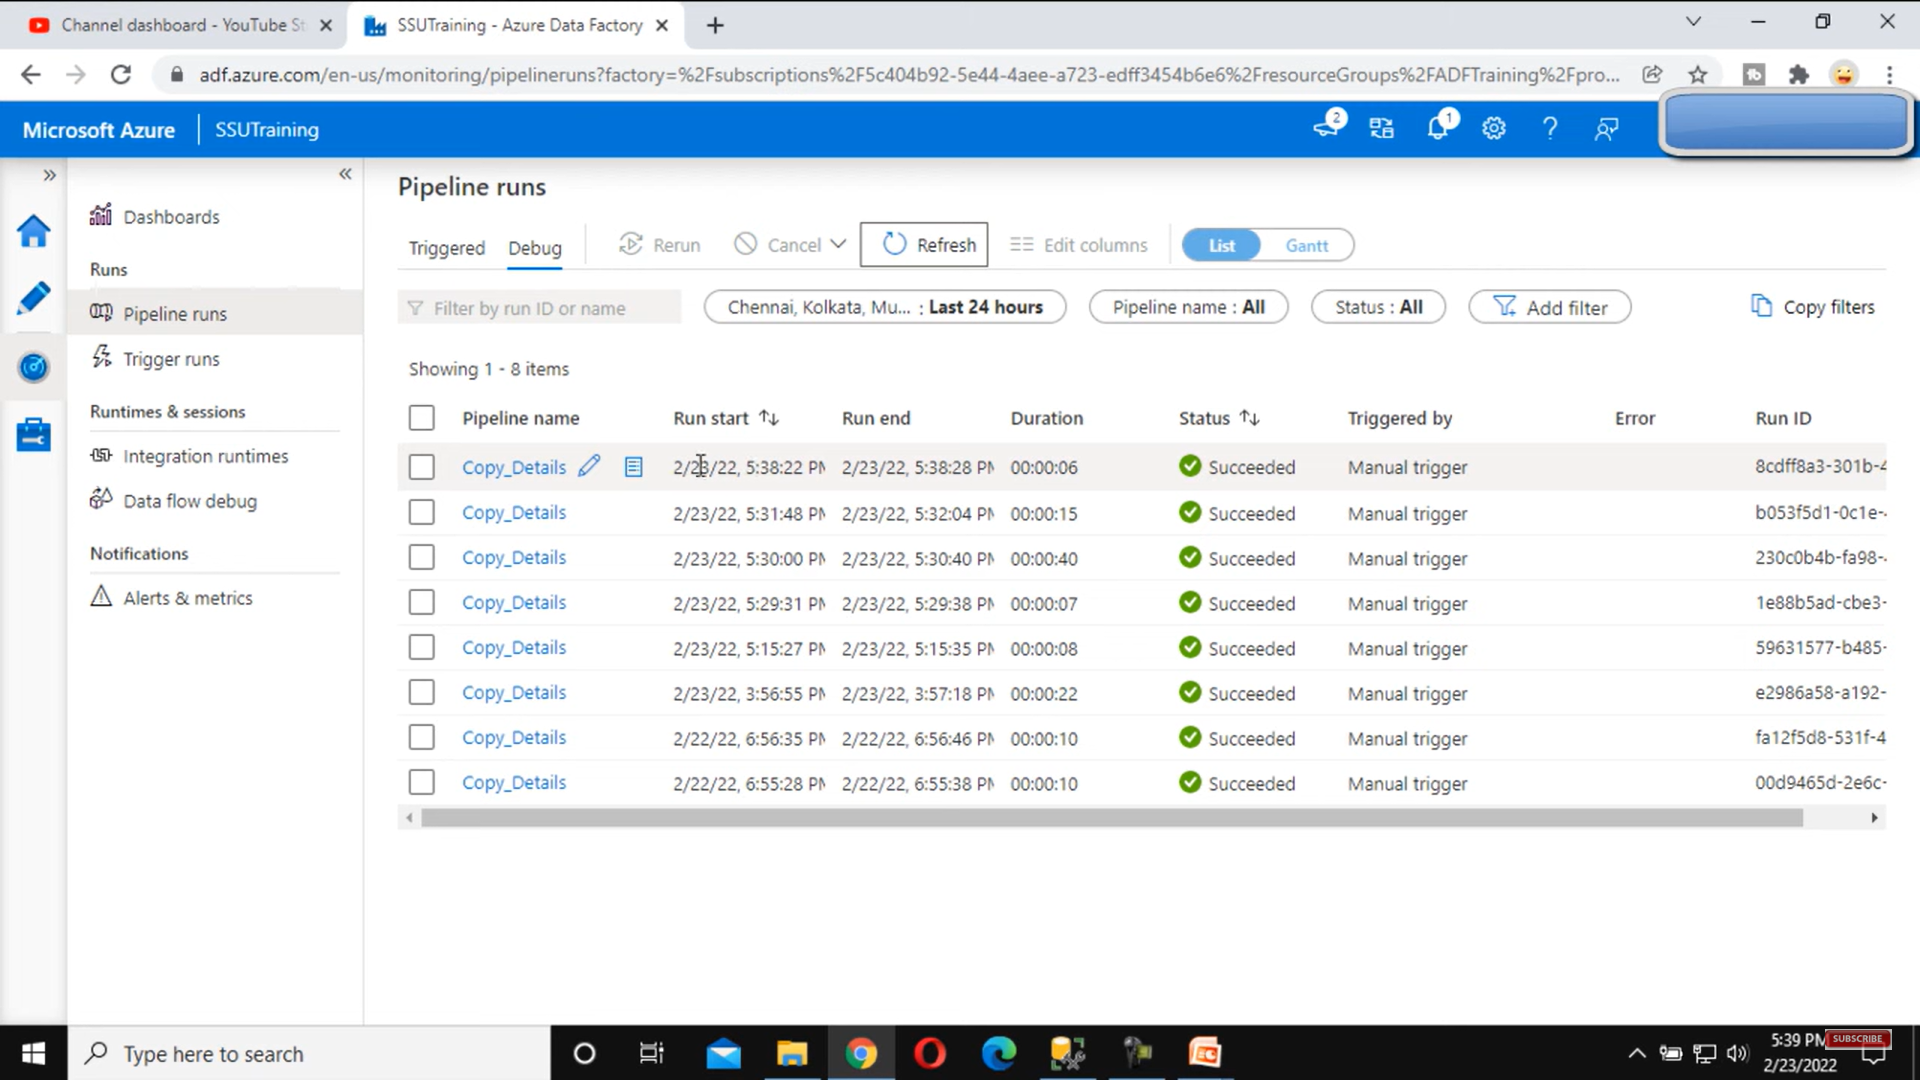 Channel dashboard - YouTube St
SSUTraining - Azure Data Factory
adf.azure.com/en-us/monitoring/pipelineruns?factory=%2Fsubscriptions%2F5c404b92-5e44-4aee-a723-edff3454b6e6%2FresourceGroups%2FADFTraining%2Fpro...
Microsoft Azure
SSUTraining
2
1
Dashboards
Runs
Pipeline runs
Trigger runs
Runtimes & sessions
Integration runtimes
Data flow debug
Notifications
Alerts & metrics
Pipeline runs
Triggered Debug Rerun Cancel Refresh Edit columns List Gantt
Filter by run ID or name Chennai, Kolkata, Mu... : Last 24 hours Pipeline name : All Status : All Add filter Copy filters
Showing 1 - 8 items
Pipeline name Run start Run end Duration Status Triggered by Error Run ID
Copy_Details 2/23/22, 5:38:22 PM 2/23/22, 5:38:28 PM 00:00:06 Succeeded Manual trigger 8cdff8a3-301b-4
Copy_Details 2/23/22, 5:31:48 PM 2/23/22, 5:32:04 PM 00:00:15 Succeeded Manual trigger b053f5d1-0c1e-
Copy_Details 2/23/22, 5:30:00 PM 2/23/22, 5:30:40 PM 00:00:40 Succeeded Manual trigger 230c0b4b-fa98-
Copy_Details 2/23/22, 5:29:31 PM 2/23/22, 5:29:38 PM 00:00:07 Succeeded Manual trigger 1e88b5ad-cbe3-
Copy_Details 2/23/22, 5:15:27 PM 2/23/22, 5:15:35 PM 00:00:08 Succeeded Manual trigger 59631577-b485-
Copy_Details 2/23/22, 3:56:55 PM 2/23/22, 3:57:18 PM 00:00:22 Succeeded Manual trigger e2986a58-a192-
Copy_Details 2/22/22, 6:56:35 PM 2/22/22, 6:56:46 PM 00:00:10 Succeeded Manual trigger fa12f5d8-531f-4
Copy_Details 2/22/22, 6:55:28 PM 2/22/22, 6:55:38 PM 00:00:10 Succeeded Manual trigger 00d9465d-2e6c-
Type here to search
5:39 PM
SUBSCRIBE
2/23/2022